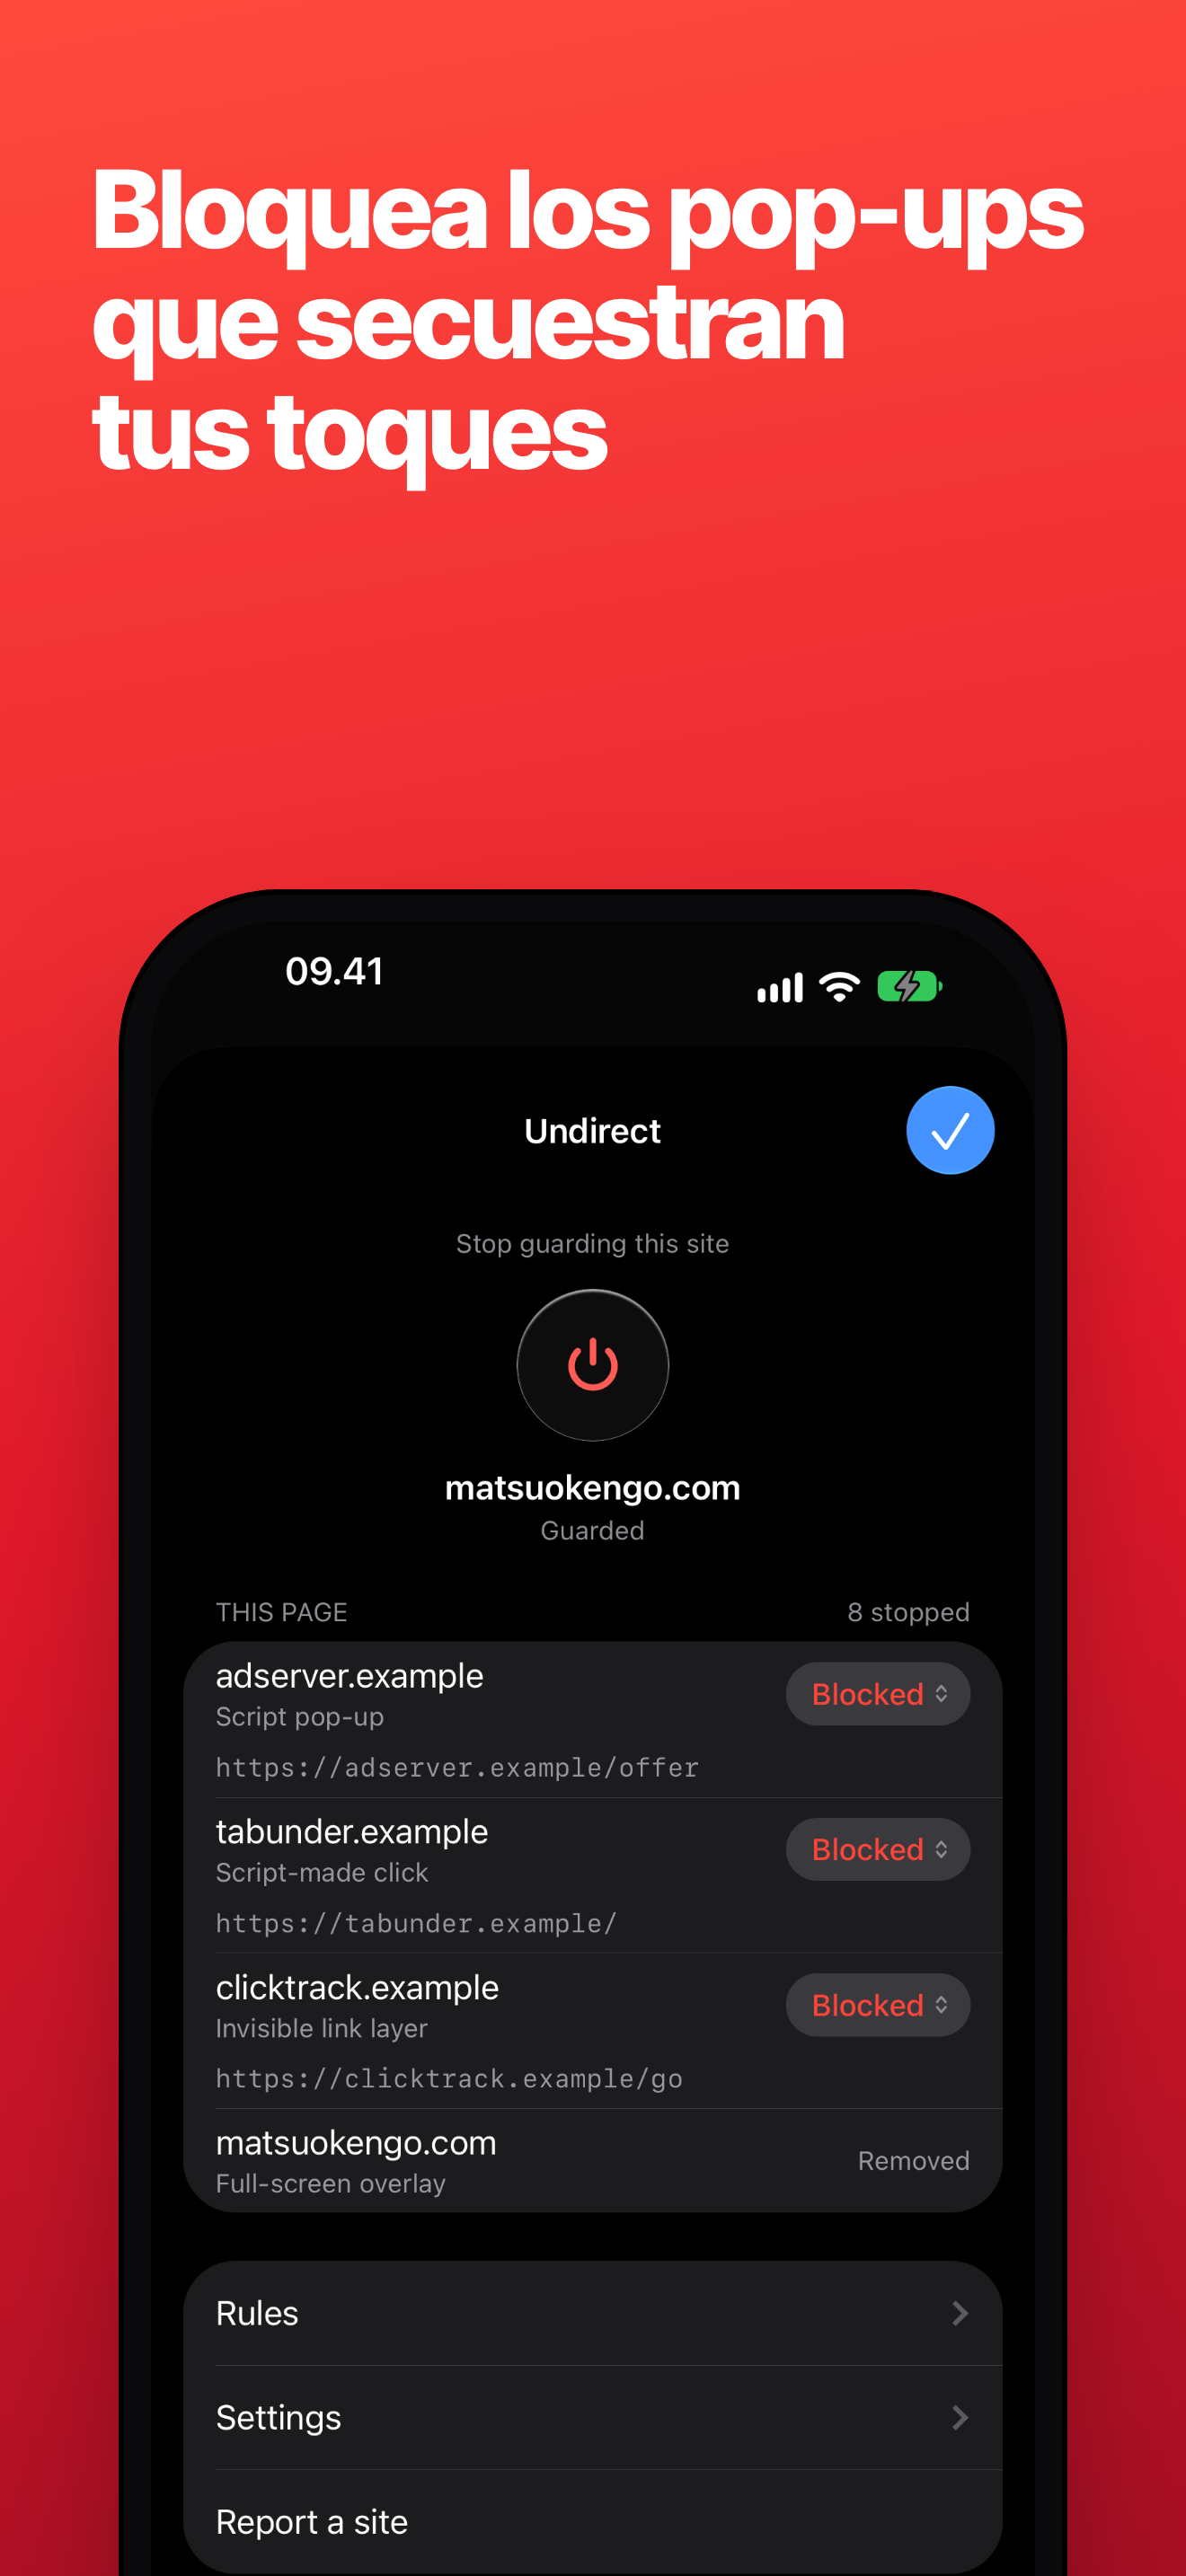 Bloquea los pop-ups
que secuestran
tus toques
09.41
Undirect
Stop guarding this site
matsuokengo.com
Guarded
THIS PAGE 8 stopped
adserver.example Blocked
Script pop-up
https://adserver.example/offer
tabunder.example Blocked
Script-made click
https://tabunder.example/
clicktrack.example Blocked
Invisible link layer
https://clicktrack.example/go
matsuokengo.com Removed
Full-screen overlay
Rules
Settings
Report a site